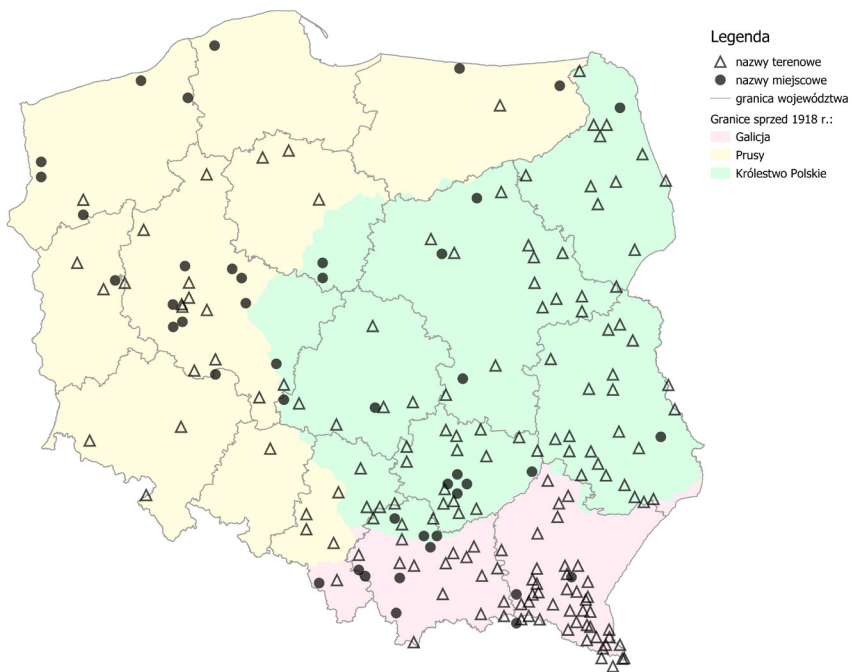 Legenda
nazwy terenowe
nazwy miejscowe
granica województwa
Granice sprzed 1918 r.:
Galicja
Prusy
Królestwo Polskie